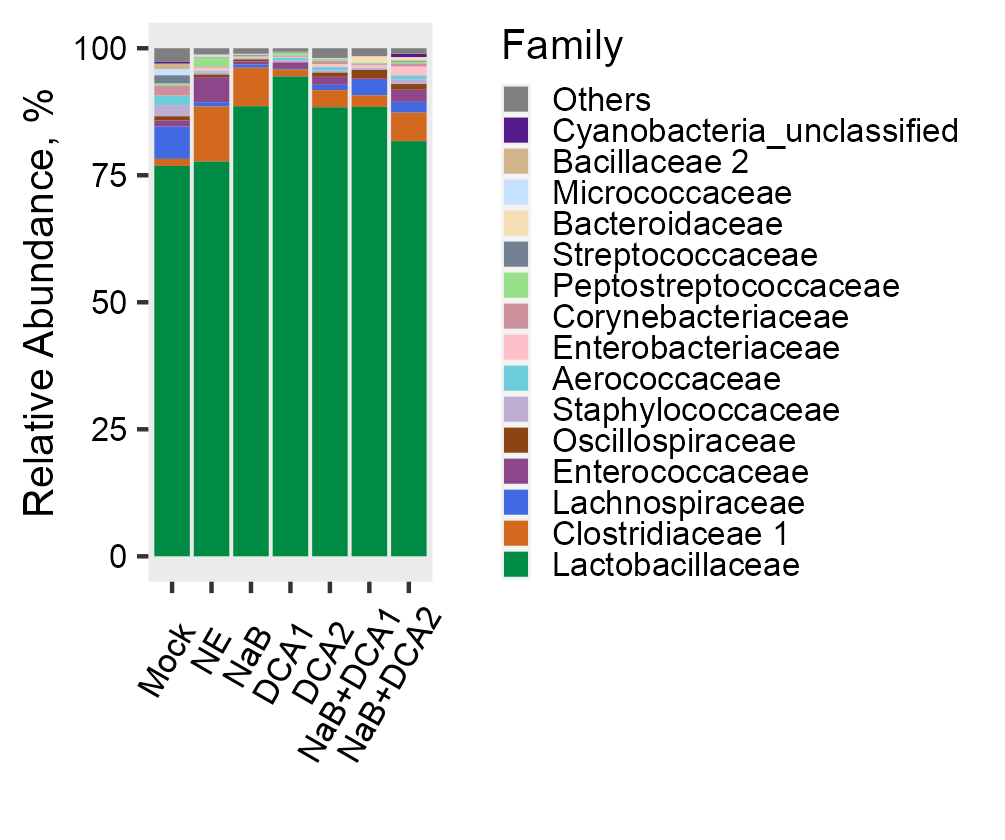 Relative Abundance, %
100
75
50
25
0
Mock
NE
NaB
DCA1
DCA2
NaB+DCA1
NaB+DCA2
Family
Others
Cyanobacteria_unclassified
Bacillaceae 2
Micrococcaceae
Bacteroidaceae
Streptococcaceae
Peptostreptococcaceae
Corynebacteriaceae
Enterobacteriaceae
Aerococcaceae
Staphylococcaceae
Oscillospiraceae
Enterococcaceae
Lachnospiraceae
Clostridiaceae 1
Lactobacillaceae